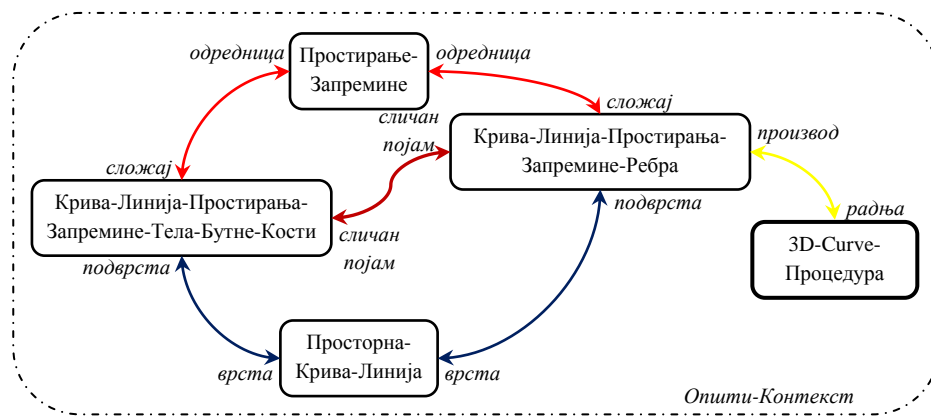 одредница
Простирање-
Запремине
одредница
сложај
сличан
појам
Крива-Линија-Простирања-
Запремине-Ребра
производ
сложај
Крива-Линија-Простирања-
Запремине-Тела-Бутне-Кости
сличан
појам
подврста
радња
3D-Curve-
Процедура
подврста
Просторна-
Крива-Линија
врста
врста
Општи-Контекст